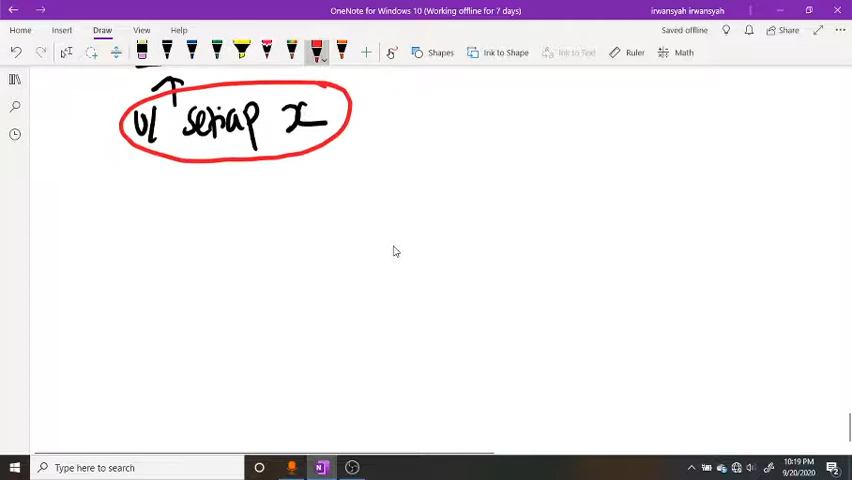 OneNote for Windows 10 (Working offline for 7 days)
irwansyah irwansyah
Home Insert Draw View Help
Saved offline Share
Shapes Ink to Shape Ink to Text Ruler Math
u/ setiap x
Type here to search
10:19 PM
9/20/2020
2